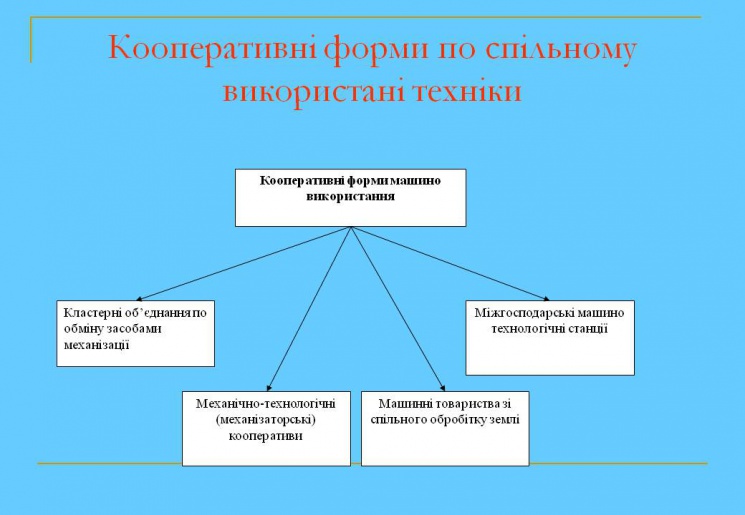 Кооперативні форми по спільному
використані техніки
Кооперативні форми машино
використання
Кластерні об’єднання по
обміну засобами
механізації
Міжгосподарські машино
технологічні станції
Механічно-технологічні
(механізаторські)
кооперативи
Машинні товариства зі
спільного обробітку землі